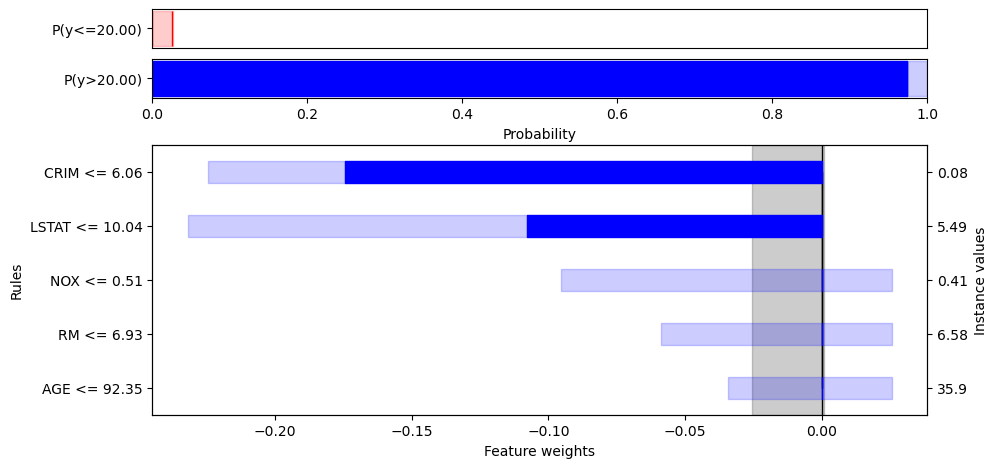 P(y<=20.00)
P(y>20.00)
0.0 0.2 0.4 0.6 0.8 1.0
Probability
CRIM <= 6.06 0.08
LSTAT <= 10.04 5.49
NOX <= 0.51 0.41
RM <= 6.93 6.58
AGE <= 92.35 35.9
Rules
Instance values
−0.20 −0.15 −0.10 −0.05 0.00
Feature weights